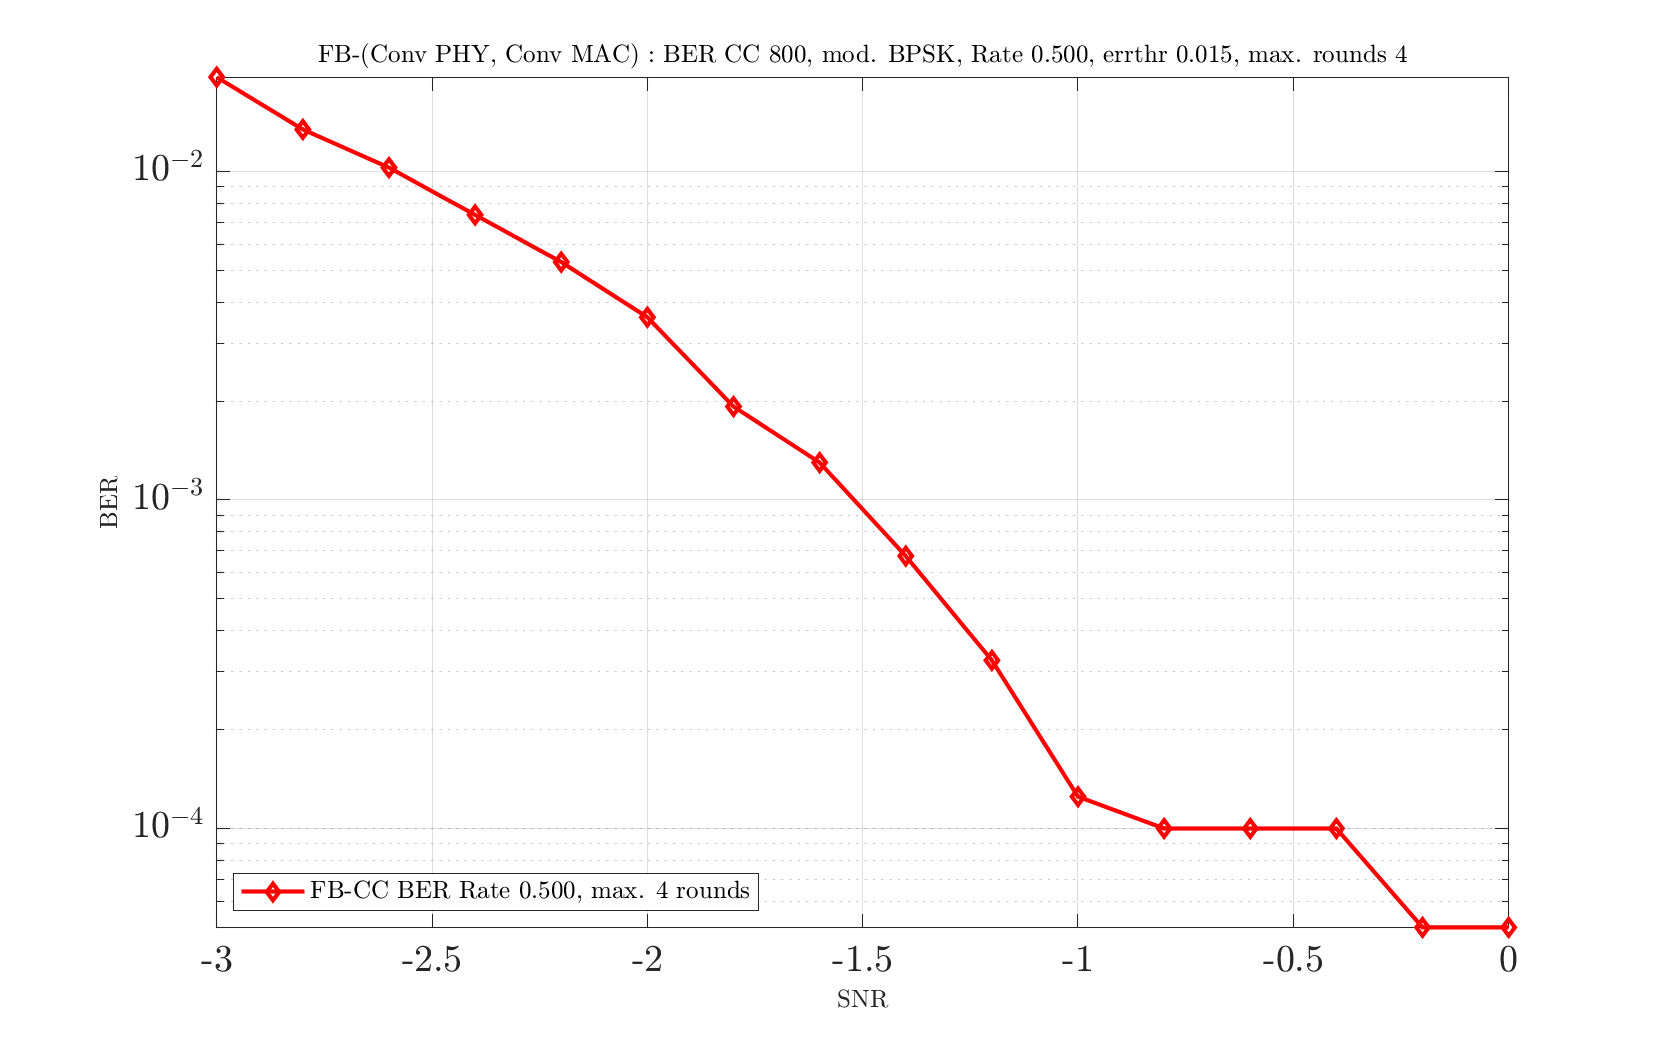 FB-(Conv PHY, Conv MAC) : BER CC 800, mod. BPSK, Rate 0.500, errthr 0.015, max. rounds 4
10^{-2}
10^{-3}
10^{-4}
BER
FB-CC BER Rate 0.500, max. 4 rounds
-3 -2.5 -2 -1.5 -1 -0.5 0
SNR